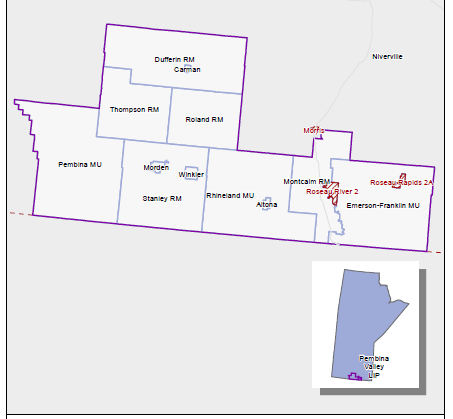 Dufferin RM
Carman
Niverville
Thompson RM
Roland RM
Morris
Pembina MU
Morden
Winkler
Montcalm RM
Roseau Rapids 2A
Roseau River 2
Stanley RM
Rhineland MU
Altona
Emerson-Franklin MU
Pembina
Valley
LIP